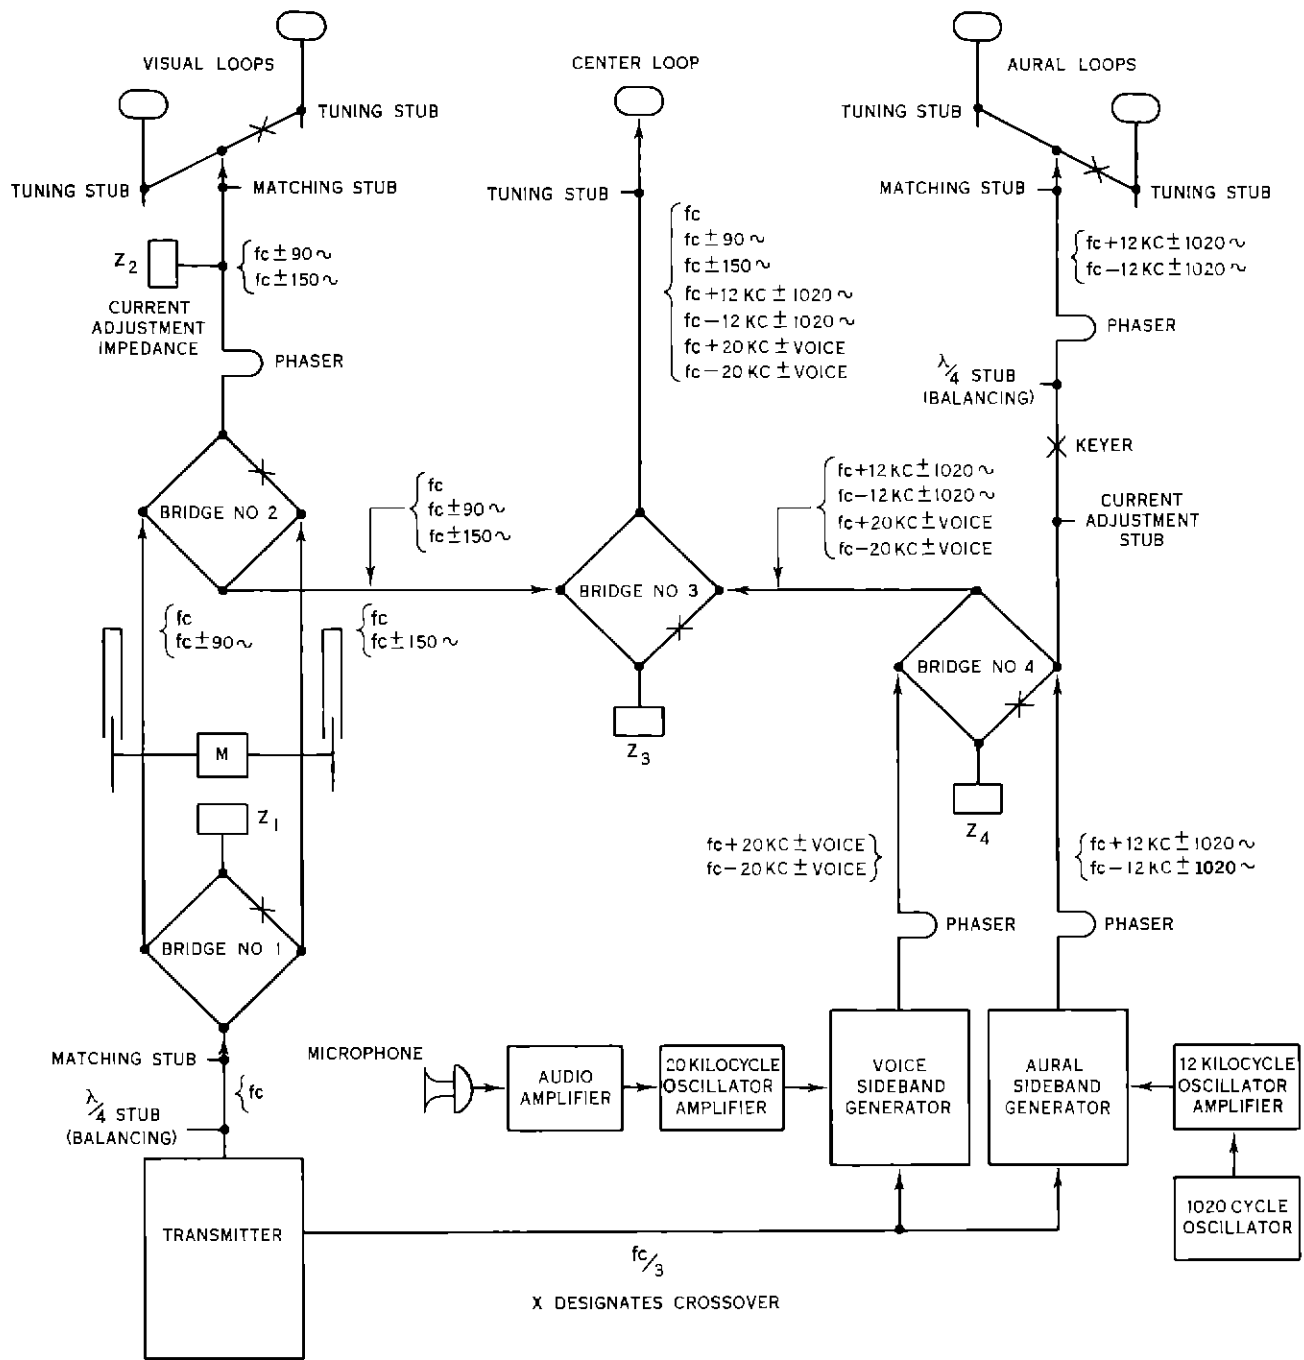 VISUAL LOOPS
CENTER LOOP
AURAL LOOPS
TUNING STUB
TUNING STUB
TUNING STUB
MATCHING STUB
TUNING STUB
MATCHING STUB
TUNING STUB
Z2
fc ± 90 ~
fc ± 150 ~
CURRENT
ADJUSTMENT
IMPEDANCE
PHASER
fc
fc ± 90 ~
fc ± 150 ~
fc + 12 KC ± 1020 ~
fc – 12 KC ± 1020 ~
fc + 20 KC ± VOICE
fc – 20 KC ± VOICE
fc + 12 KC ± 1020 ~
fc – 12 KC ± 1020 ~
PHASER
λ/4 STUB
(BALANCING)
KEYER
CURRENT
ADJUSTMENT
STUB
BRIDGE NO 2
fc
fc ± 90 ~
fc ± 150 ~
fc + 12 KC ± 1020 ~
fc – 12 KC ± 1020 ~
fc + 20 KC ± VOICE
fc – 20 KC ± VOICE
BRIDGE NO 3
BRIDGE NO 4
fc
fc ± 90 ~
fc
fc ± 150 ~
M
Z3
Z1
Z4
fc + 20 KC ± VOICE
fc – 20 KC ± VOICE
fc + 12 KC ± 1020 ~
fc – 12 KC ± 1020 ~
BRIDGE NO 1
PHASER
PHASER
MATCHING STUB
fc
λ/4 STUB
(BALANCING)
MICROPHONE
AUDIO
AMPLIFIER
20 KILOCYCLE
OSCILLATOR
AMPLIFIER
VOICE
SIDEBAND
GENERATOR
AURAL
SIDEBAND
GENERATOR
12 KILOCYCLE
OSCILLATOR
AMPLIFIER
1020 CYCLE
OSCILLATOR
TRANSMITTER
fc/3
X DESIGNATES CROSSOVER